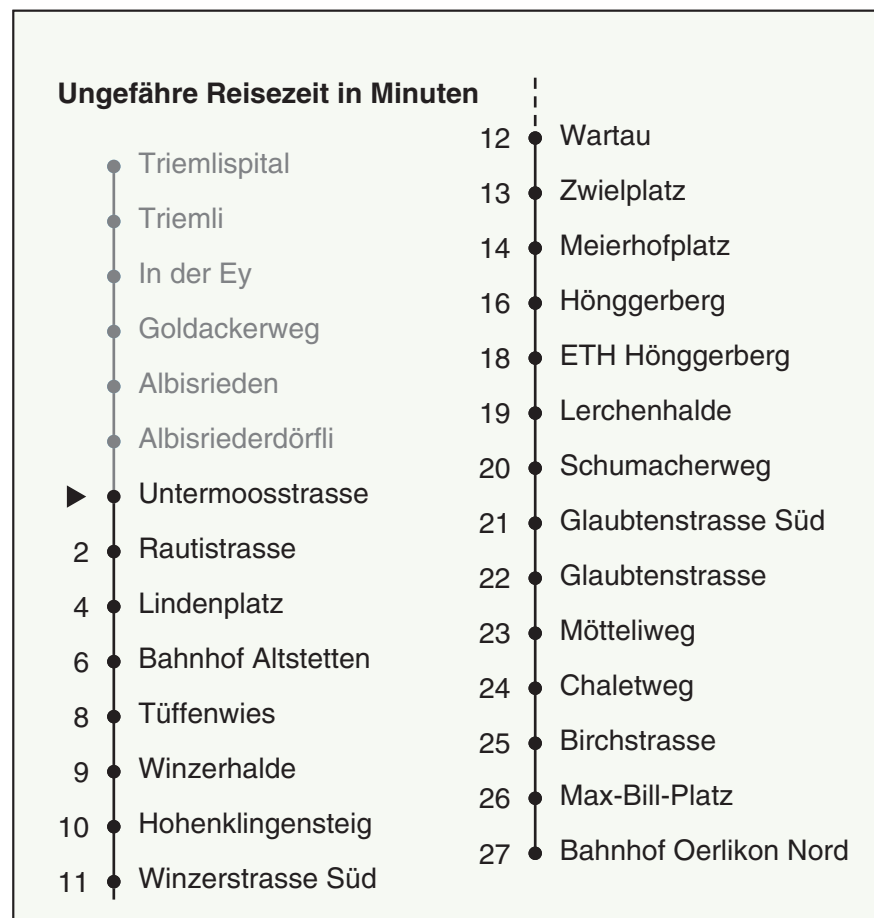 Ungefähre Reisezeit in Minuten
Triemlispital
Triemli
In der Ey
Goldackerweg
Albisrieden
Albisriederdörfli
Untermoosstrasse
2 Rautistrasse
4 Lindenplatz
6 Bahnhof Altstetten
8 Tüffenwies
9 Winzerhalde
10 Hohenklingensteig
11 Winzerstrasse Süd
12 Wartau
13 Zwielplatz
14 Meierhofplatz
16 Hönggerberg
18 ETH Hönggerberg
19 Lerchenhalde
20 Schumacherweg
21 Glaubtenstrasse Süd
22 Glaubtenstrasse
23 Mötteliweg
24 Chaletweg
25 Birchstrasse
26 Max-Bill-Platz
27 Bahnhof Oerlikon Nord